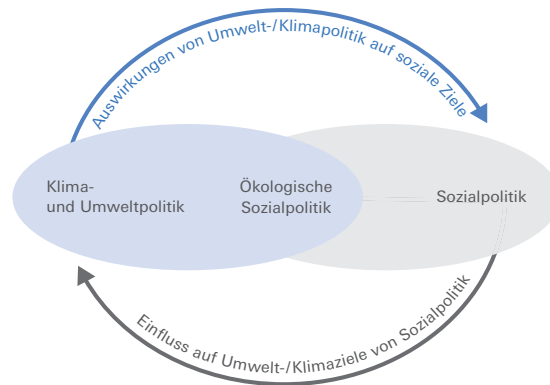 Auswirkungen von Umwelt-/Klimapolitik auf soziale Ziele
Klima-
und Umweltpolitik
Ökologische
Sozialpolitik
Sozialpolitik
Einfluss auf Umwelt-/Klimaziele von Sozialpolitik